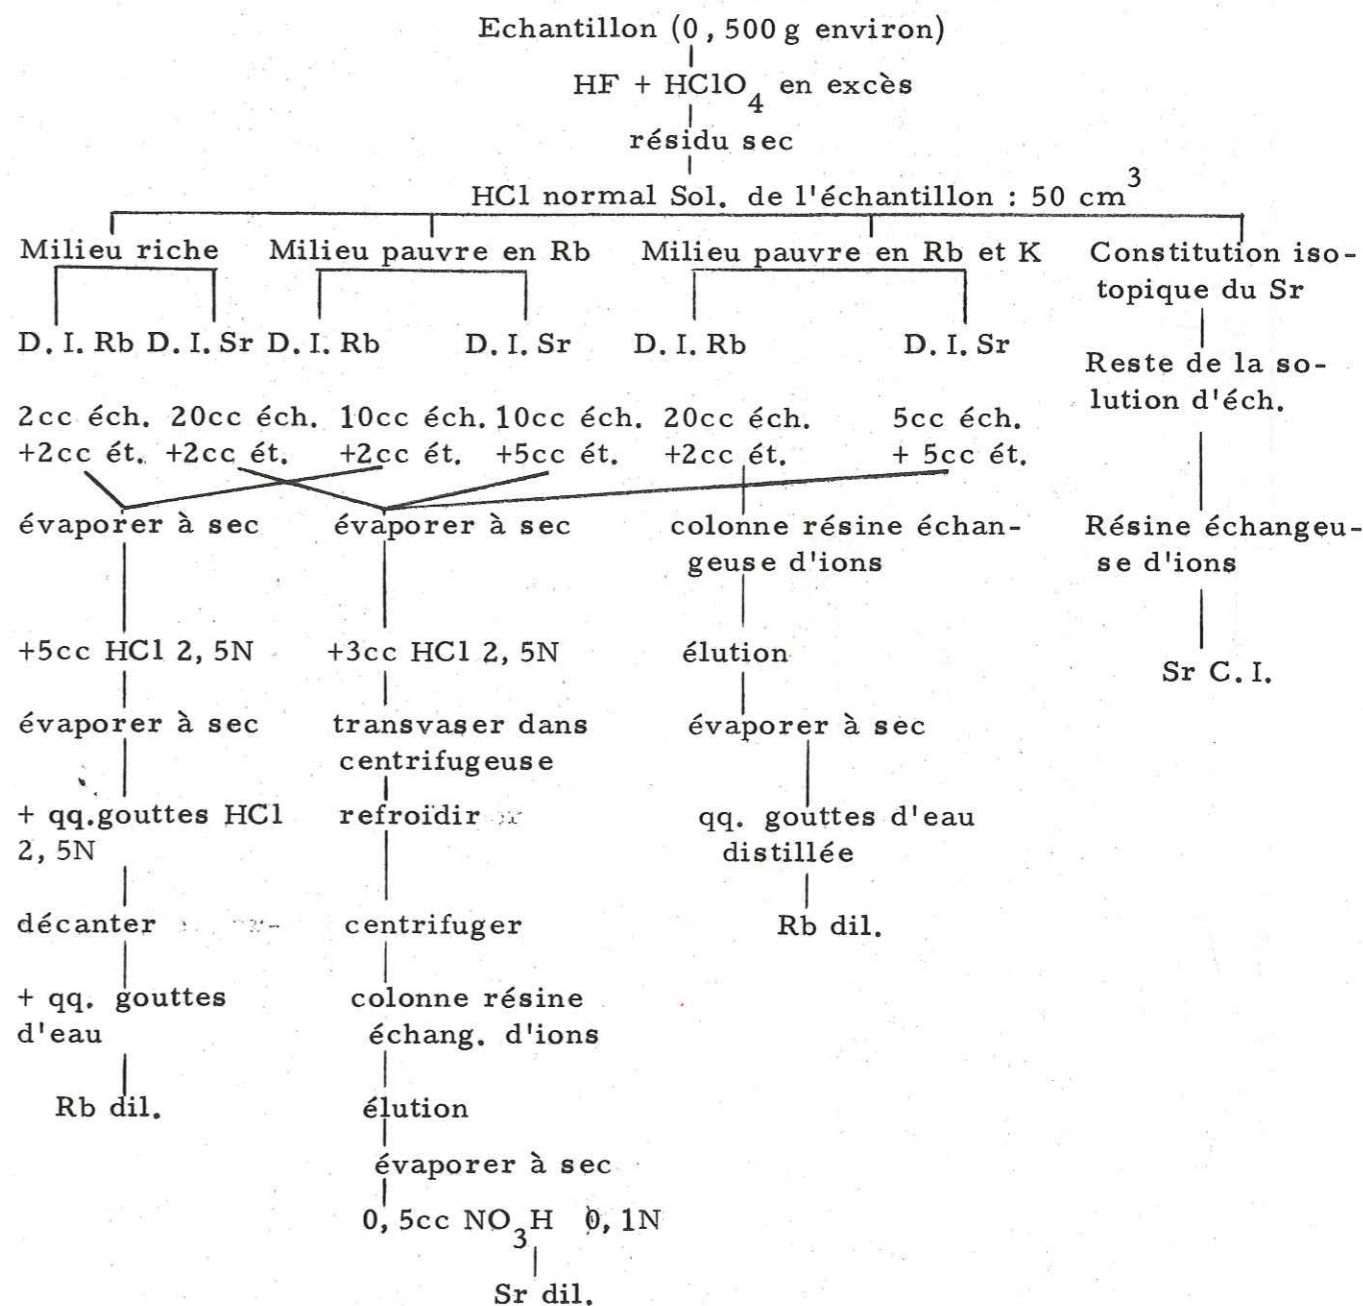 Echantillon (0, 500 g environ)
HF + HClO4 en excès
résidu sec
HCl normal Sol. de l'échantillon : 50 cm3
Milieu riche Milieu pauvre en Rb Milieu pauvre en Rb et K Constitution iso-
topique du Sr
D. I. Rb D. I. Sr D. I. Rb D. I. Sr D. I. Rb D. I. Sr
Reste de la so-
lution d'éch.
2cc éch. 20cc éch. 10cc éch. 10cc éch. 20cc éch. 5cc éch.
+2cc ét. +2cc ét. +2cc ét. +5cc ét. +2cc ét. + 5cc ét.
évaporer à sec évaporer à sec colonne résine échan- Résine échangeu-
geuse d'ions se d'ions
+5cc HCl 2, 5N +3cc HCl 2, 5N élution
Sr C. I.
évaporer à sec transvaser dans évaporer à sec
centrifugeuse
+ qq.gouttes HCl refroidir qq. gouttes d'eau
2, 5N distillée
décanter centrifuger Rb dil.
+ qq. gouttes colonne résine
d'eau échang. d'ions
Rb dil. élution
évaporer à sec
0, 5cc NO3H 0, 1N
Sr dil.